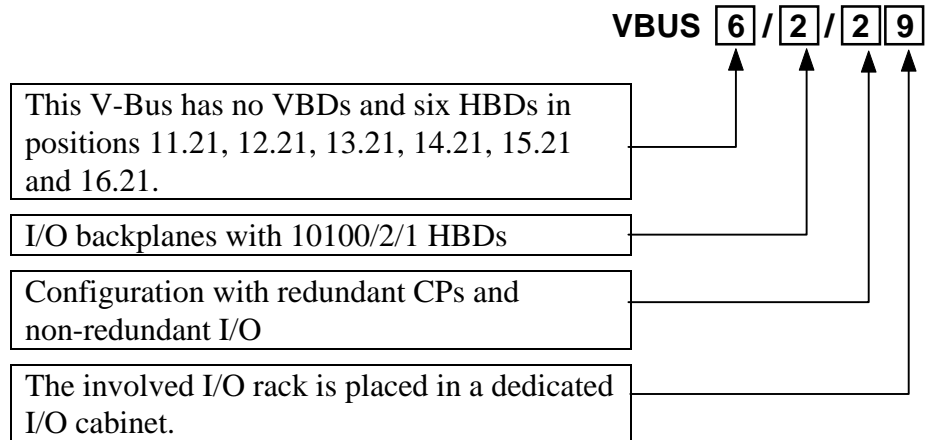 VBUS 6 / 2 / 2 9
This V-Bus has no VBDs and six HBDs in
positions 11.21, 12.21, 13.21, 14.21, 15.21
and 16.21.
I/O backplanes with 10100/2/1 HBDs
Configuration with redundant CPs and
non-redundant I/O
The involved I/O rack is placed in a dedicated
I/O cabinet.